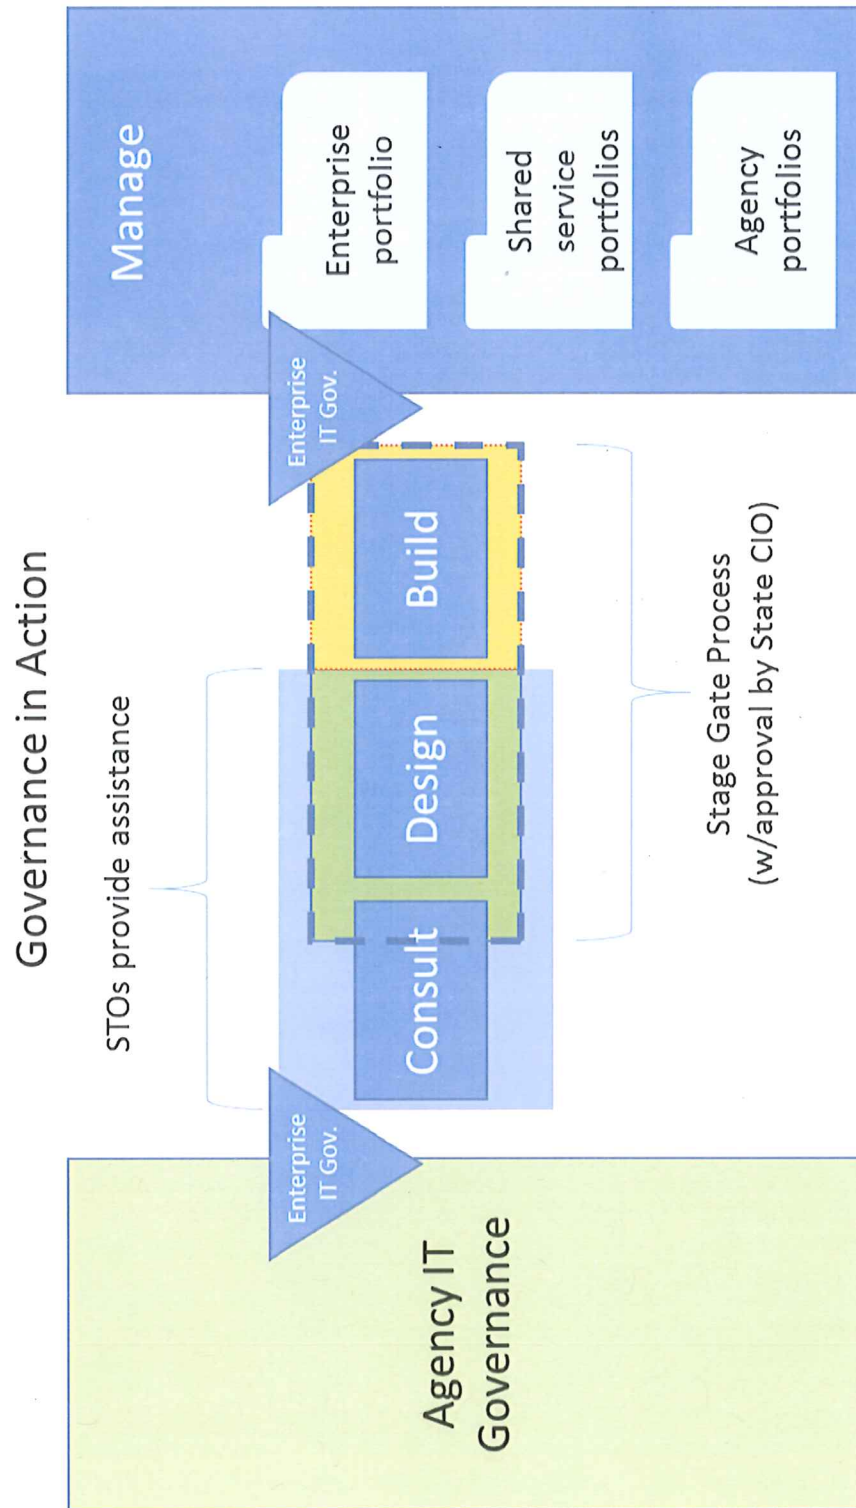 Governance in Action
STOs provide assistance
Agency IT
Governance
Enterprise
IT Gov.
Consult
Design
Build
Enterprise
IT Gov.
Manage
Enterprise
portfolio
Shared
service
portfolios
Agency
portfolios
Stage Gate Process
(w/approval by State CIO)